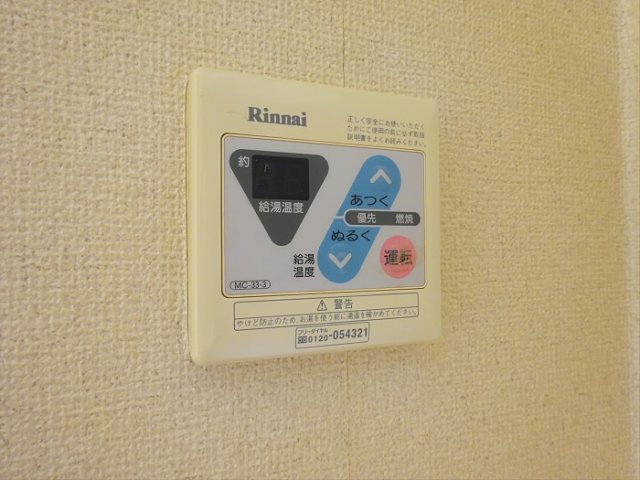 Rinnai
正しく安全にお使いいただく
ためにご使用の前に必ず取扱
説明書をよくお読みください。
約
給湯温度
あつく
優先 燃焼
ぬるく
給湯
温度
運転
MC-33-3
⚠警告
やけど防止のため、お湯を使う前に湯温を確かめてください。
フリーダイヤル
0120-054321